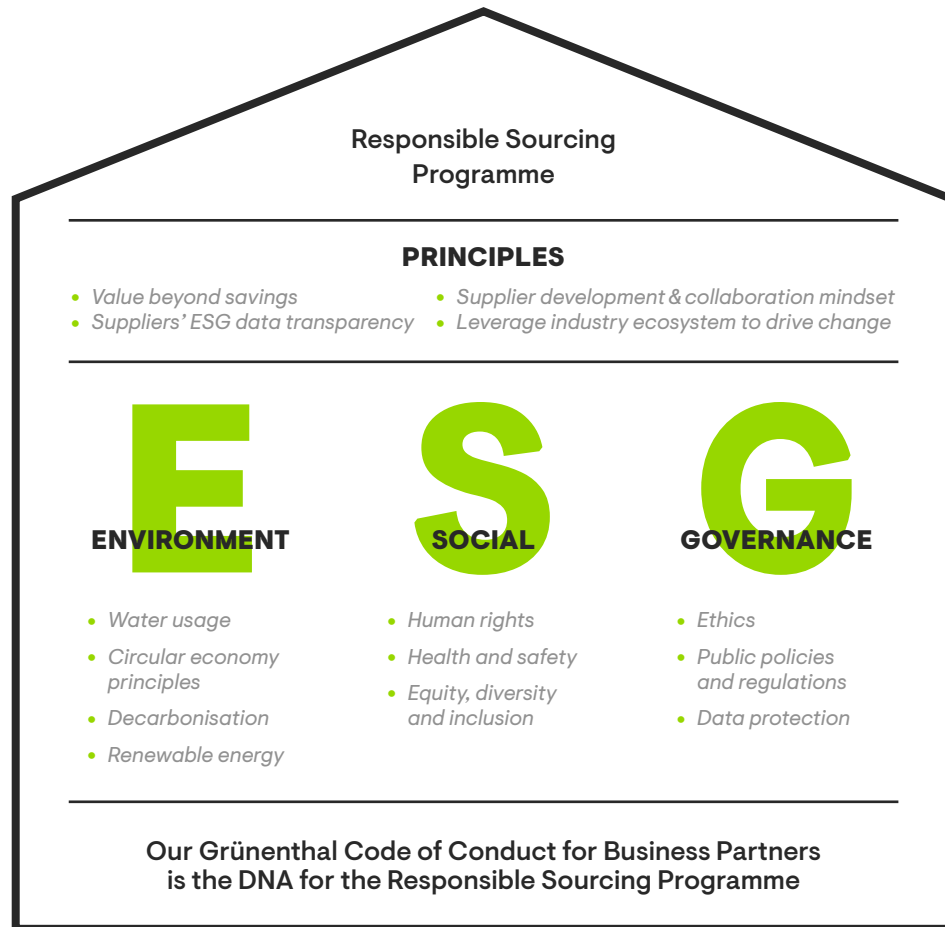 Responsible Sourcing
Programme
PRINCIPLES
• Value beyond savings
• Suppliers’ ESG data transparency
• Supplier development & collaboration mindset
• Leverage industry ecosystem to drive change
E
ENVIRONMENT
• Water usage
• Circular economy
principles
• Decarbonisation
• Renewable energy
S
SOCIAL
• Human rights
• Health and safety
• Equity, diversity
and inclusion
G
GOVERNANCE
• Ethics
• Public policies
and regulations
• Data protection
Our Grünenthal Code of Conduct for Business Partners
is the DNA for the Responsible Sourcing Programme